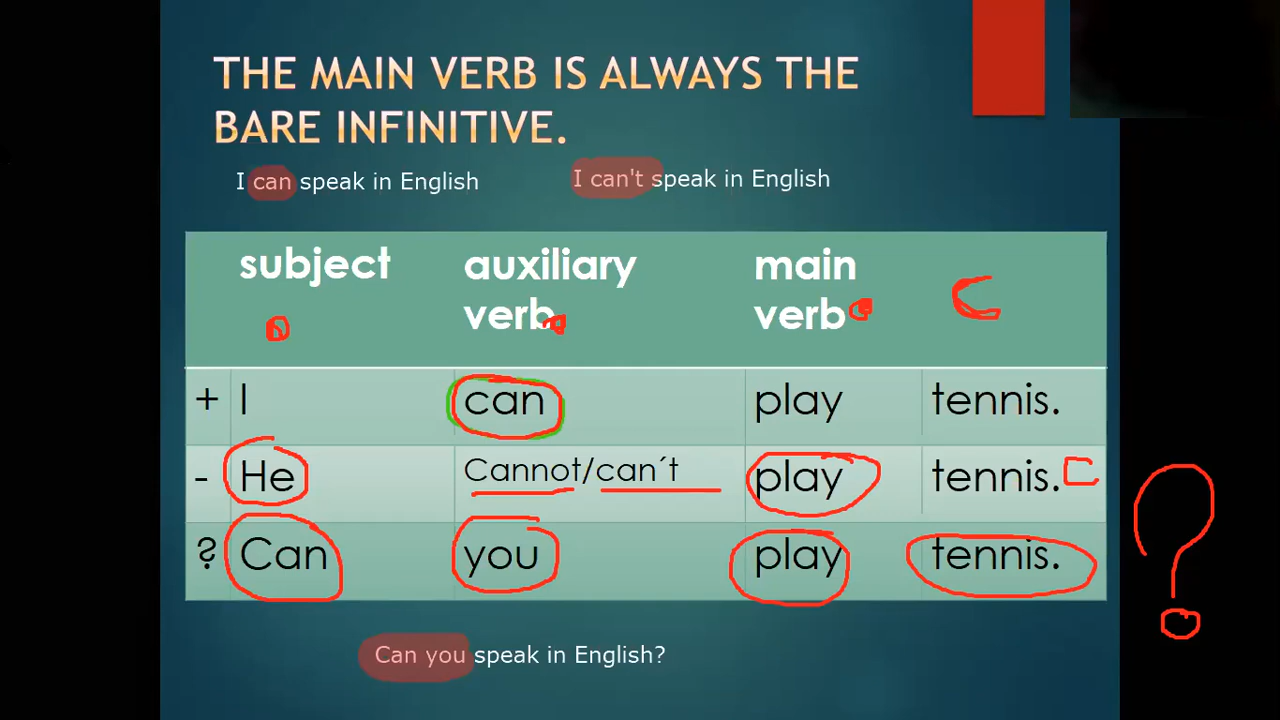 THE MAIN VERB IS ALWAYS THE
BARE INFINITIVE.
I can speak in English
I can't speak in English
subject auxiliary main C
verb verb
+ I can play tennis.
- He Cannot/can´t play tennis.
? Can you play tennis. ?
Can you speak in English?